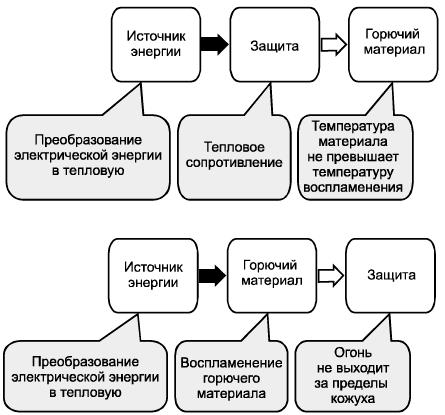 Источник
энергии
Защита
Горючий
материал
Преобразование
электрической энергии
в тепловую
Тепловое
сопротивление
Температура
материала
не превышает
температуру
воспламенения
Источник
энергии
Горючий
материал
Защита
Преобразование
электрической энергии
в тепловую
Воспламенение
горючего
материала
Огонь
не выходит
за пределы
кожуха